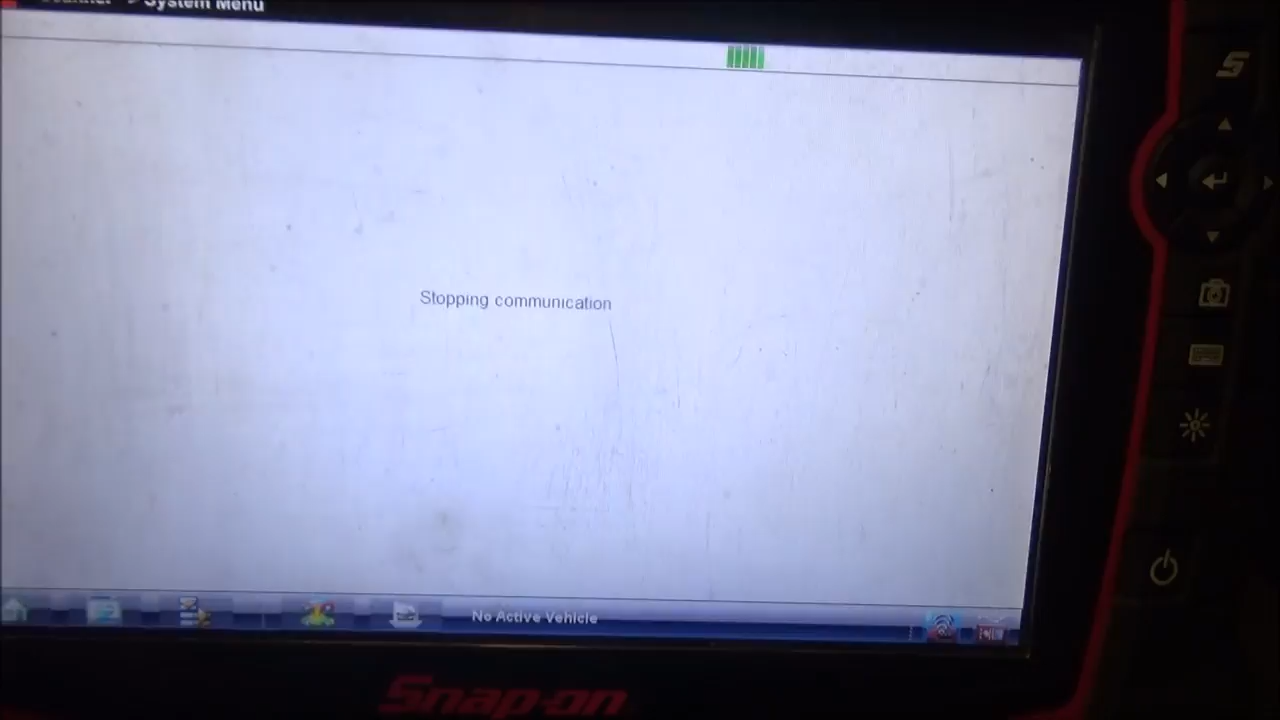 System Menu
Stopping communication
No Active Vehicle
Snap-on